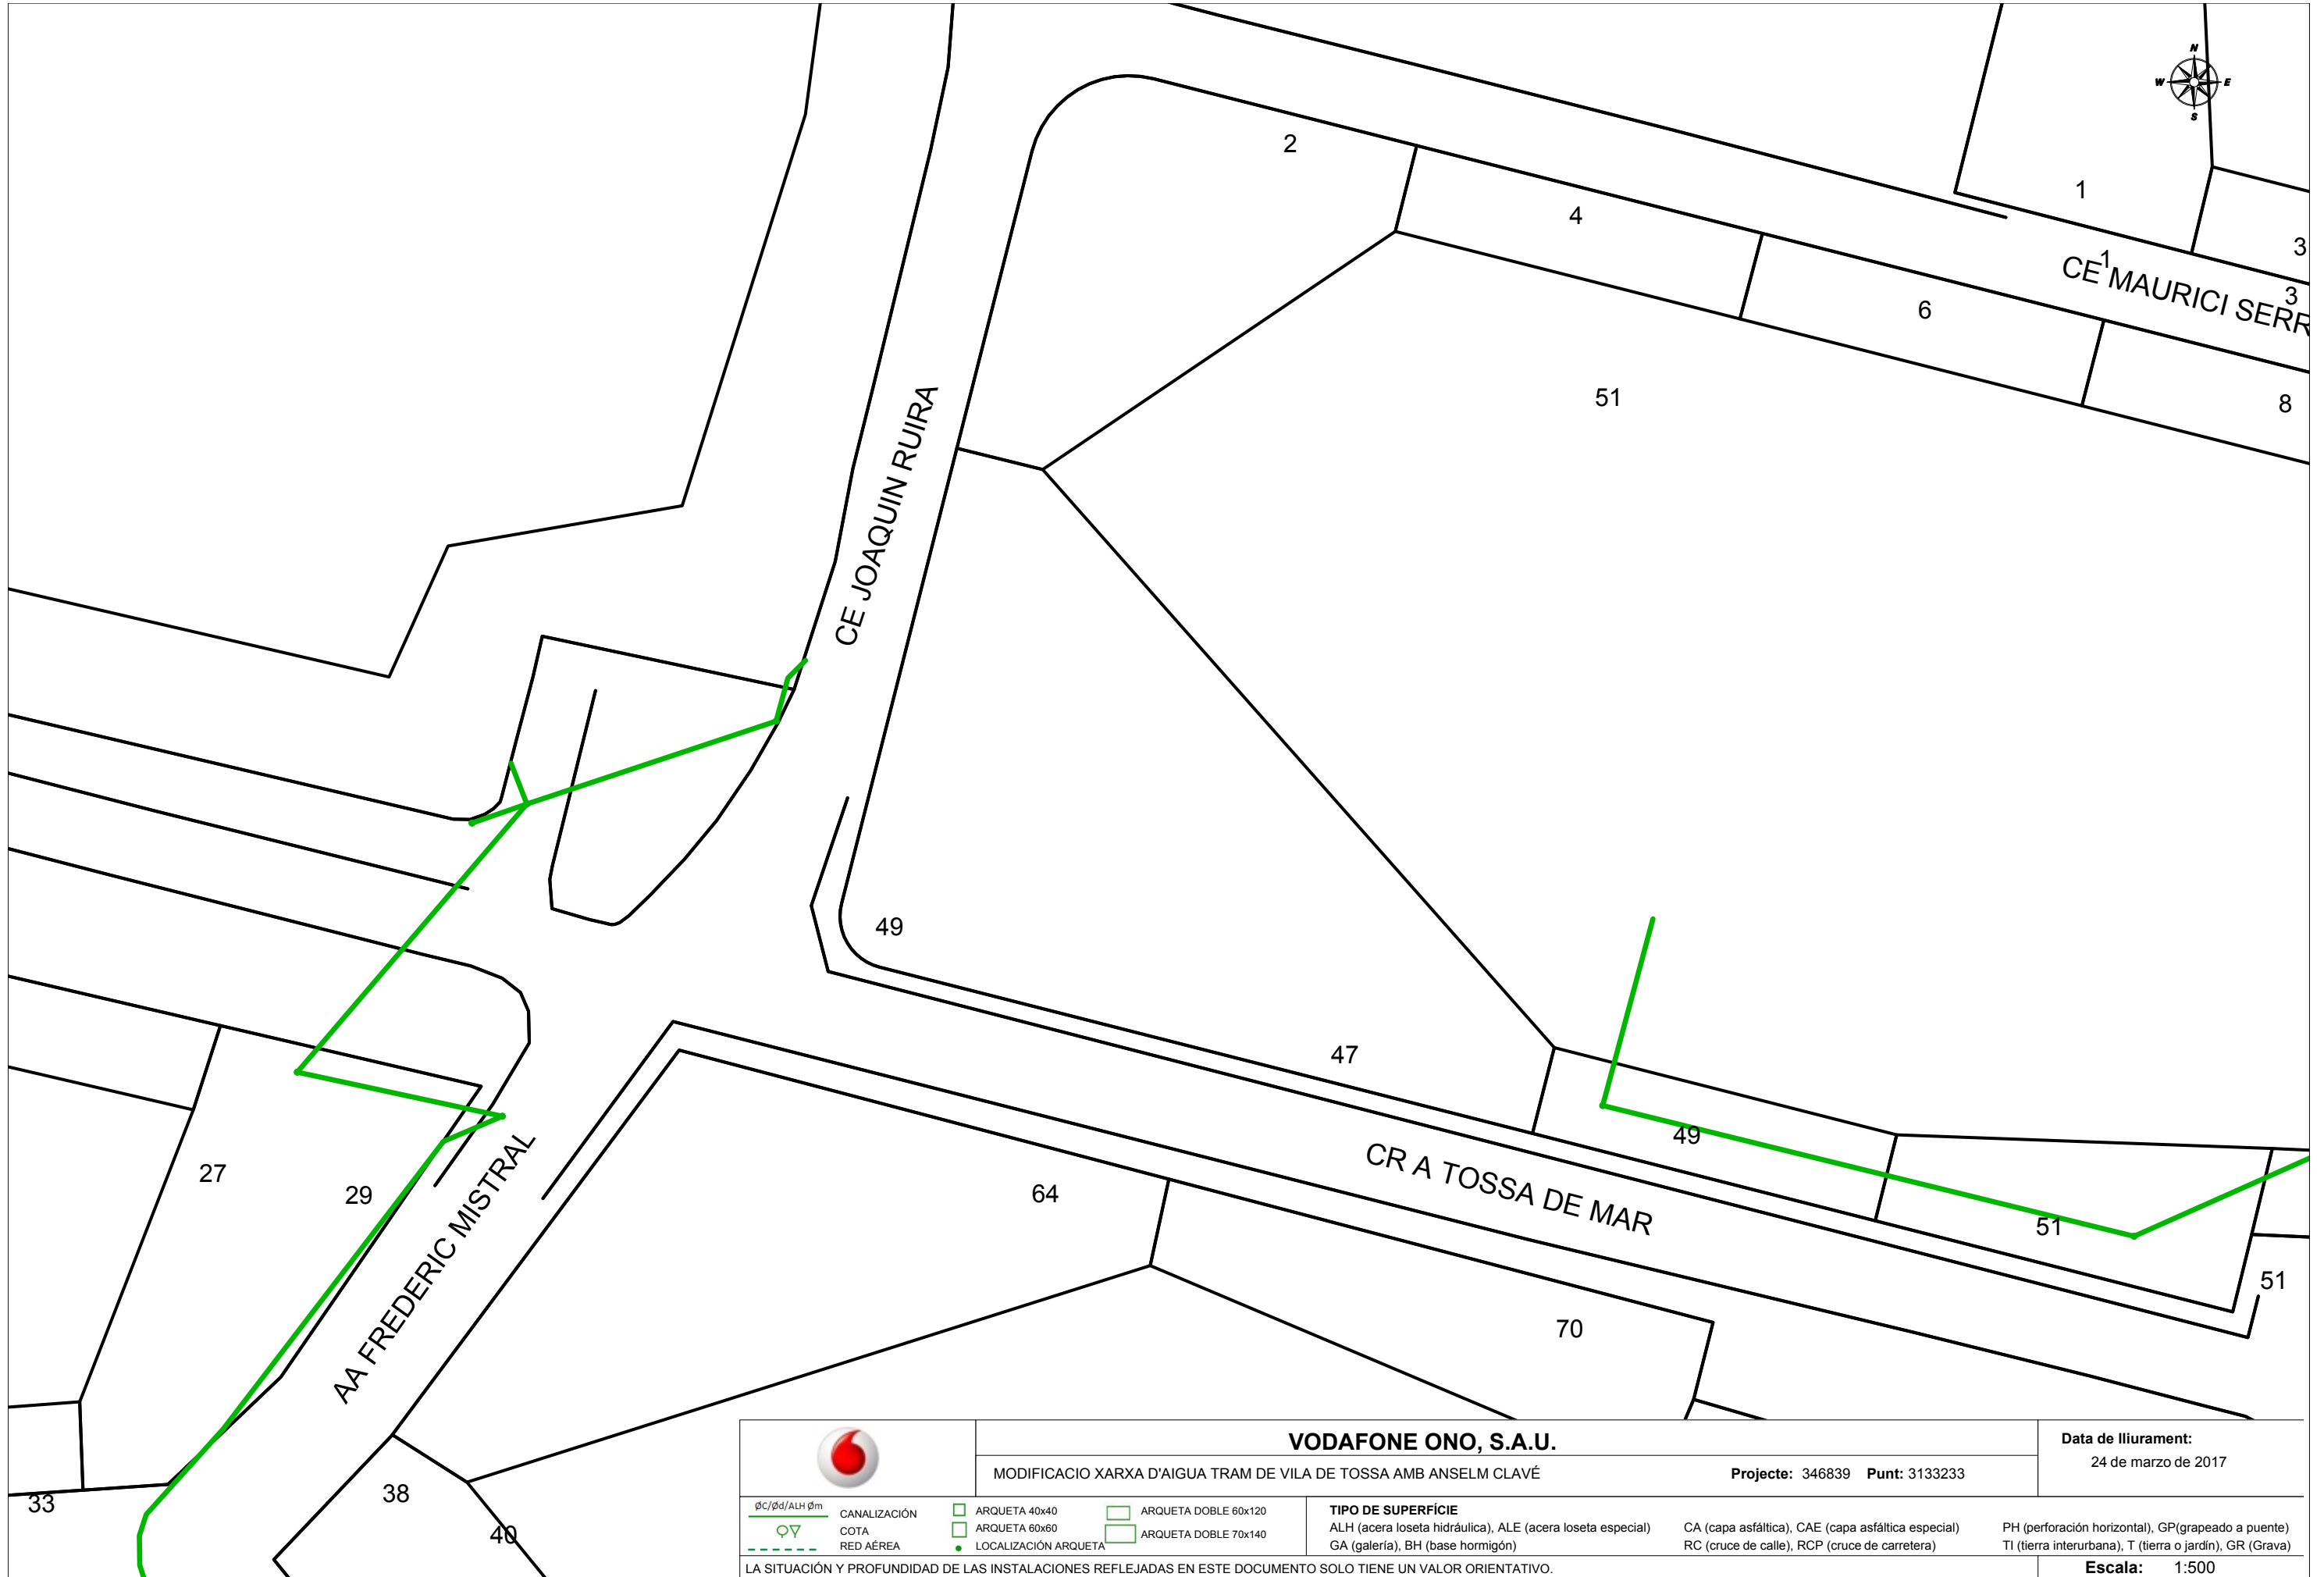 N
W E
S
2
4
1
3
1
CE MAURICI SERR
3
6
51
8
CE JOAQUIN RUIRA
49
47
49
CR A TOSSA DE MAR
27
29
AA FREDERIC MISTRAL
64
51
51
70
33
38
40
VODAFONE ONO, S.A.U.
MODIFICACIO XARXA D'AIGUA TRAM DE VILA DE TOSSA AMB ANSELM CLAVÉ
Projecte: 346839 Punt: 3133233
Data de lliurament:
24 de marzo de 2017
ØC/Ød/ALH Øm
CANALIZACIÓN
COTA
RED AÉREA
ARQUETA 40x40
ARQUETA 60x60
LOCALIZACIÓN ARQUETA
ARQUETA DOBLE 60x120
ARQUETA DOBLE 70x140
TIPO DE SUPERFÍCIE
ALH (acera loseta hidráulica), ALE (acera loseta especial)
GA (galería), BH (base hormigón)
CA (capa asfáltica), CAE (capa asfáltica especial)
RC (cruce de calle), RCP (cruce de carretera)
PH (perforación horizontal), GP(grapeado a puente)
TI (tierra interurbana), T (tierra o jardín), GR (Grava)
LA SITUACIÓN Y PROFUNDIDAD DE LAS INSTALACIONES REFLEJADAS EN ESTE DOCUMENTO SOLO TIENE UN VALOR ORIENTATIVO.
Escala: 1:500